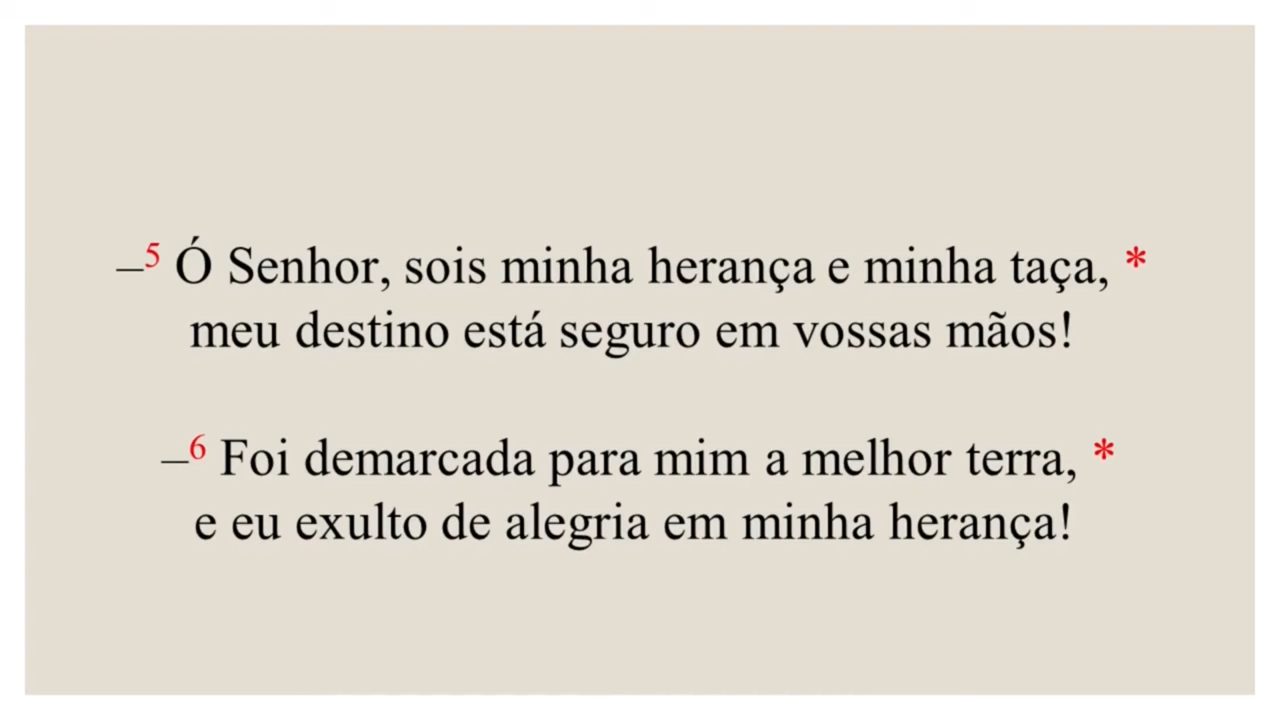 –5 Ó Senhor, sois minha herança e minha taça, *
meu destino está seguro em vossas mãos!
–6 Foi demarcada para mim a melhor terra, *
e eu exulto de alegria em minha herança!